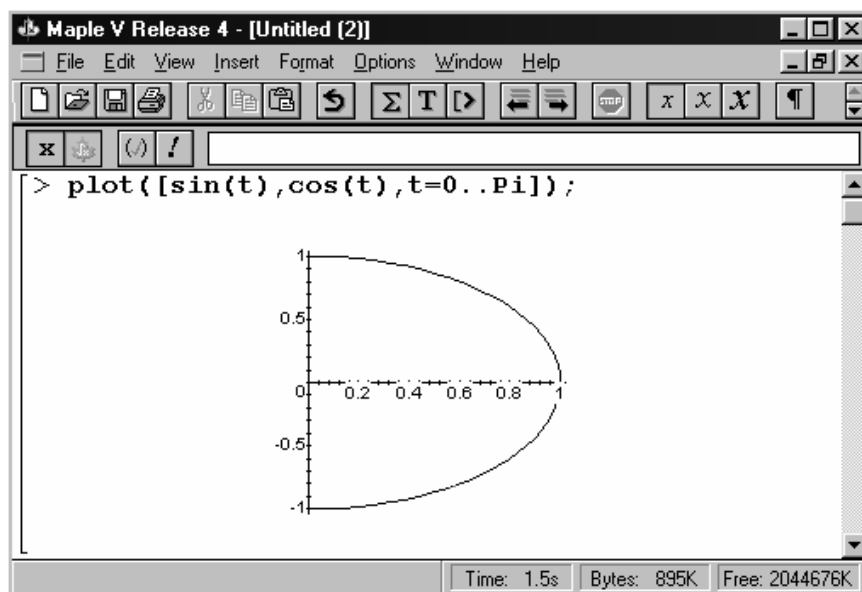 Maple V Release 4 - [Untitled (2)]
File Edit View Insert Format Options Window Help
Σ T [> STOP x x x ¶
x (/) !
> plot([sin(t),cos(t),t=0..Pi]);
1
0.5
0 0.2 0.4 0.6 0.8 1
-0.5
-1
Time: 1.5s Bytes: 895K Free: 2044676K